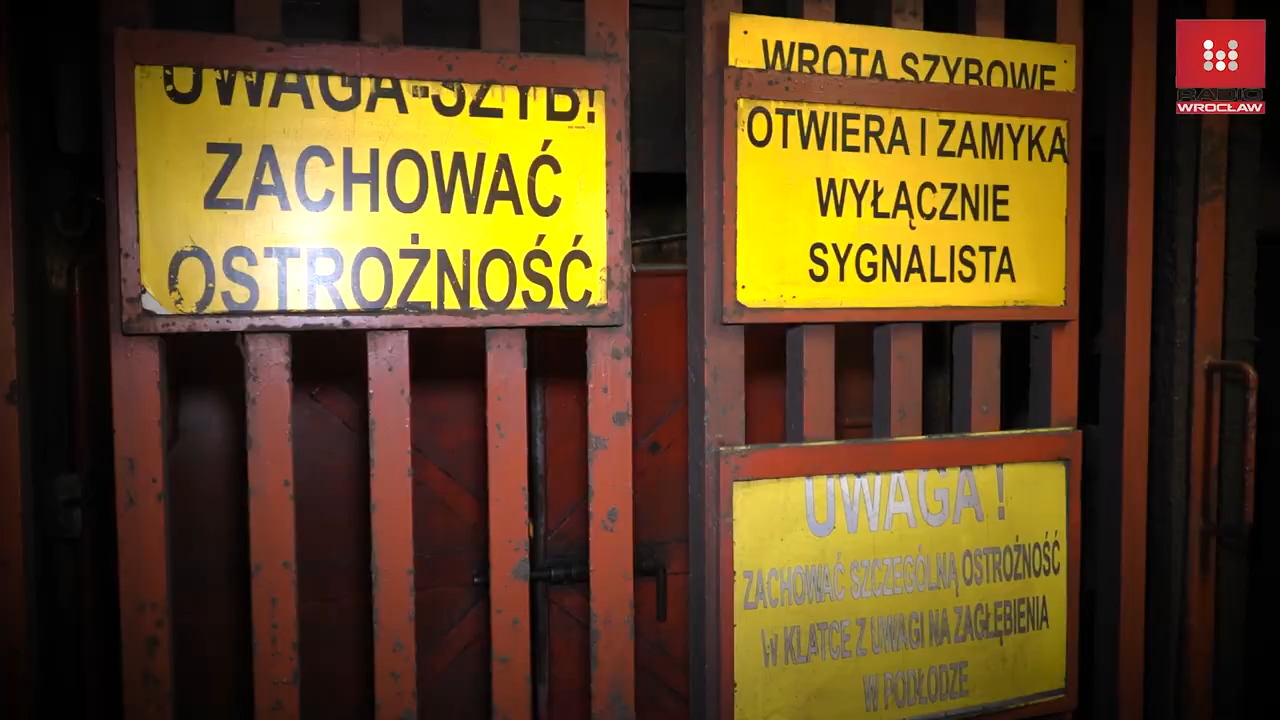 UWAGA-SZYB!
ZACHOWAĆ
OSTROŻNOŚĆ
WROTA SZYBOWE
OTWIERA I ZAMYKA
WYŁĄCZNIE
SYGNALISTA
UWAGA !
ZACHOWAĆ SZCZEGÓLNĄ OSTROŻNOŚĆ
W KLATCE Z UWAGI NA ZAGŁĘBIENIA
W PODŁODZE
RADIO
WROCŁAW